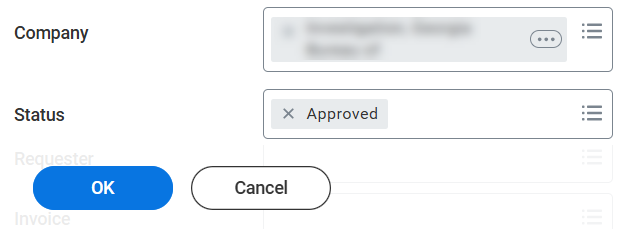 Company
Status
Approved
Requester
OK
Cancel
Invoice